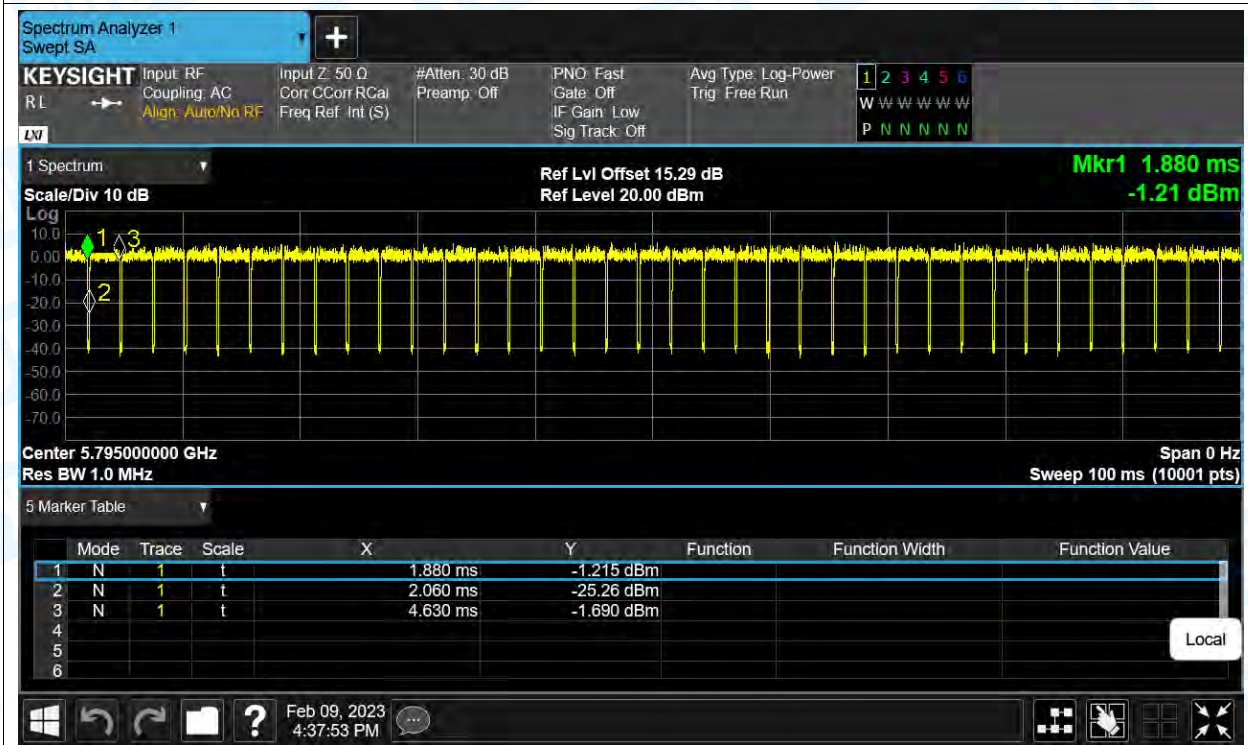 Spectrum Analyzer 1
Swept SA
+
KEYSIGHT Input: RF Input Z: 50 Ω #Atten: 30 dB PNO: Fast Avg Type: Log-Power 1 2 3 4 5 6
R L Coupling: AC Corr CCorr RCal Preamp: Off Gate: Off Trig: Free Run W W W W W W
Align: Auto/No RF Freq Ref: Int (S) IF Gain: Low
LXI Sig Track: Off P N N N N N
1 Spectrum Ref Lvl Offset 15.29 dB Mkr1 1.880 ms
Scale/Div 10 dB Ref Level 20.00 dBm -1.21 dBm
Log
10.0
0.00
-10.0
-20.0
-30.0
-40.0
-50.0
-60.0
-70.0
1 3
2
Center 5.795000000 GHz Span 0 Hz
Res BW 1.0 MHz Sweep 100 ms (10001 pts)
5 Marker Table
Mode Trace Scale X Y Function Function Width Function Value
1 N 1 t 1.880 ms -1.215 dBm
2 N 1 t 2.060 ms -25.26 dBm
3 N 1 t 4.630 ms -1.690 dBm
4
5
6
Local
? Feb 09, 2023
4:37:53 PM